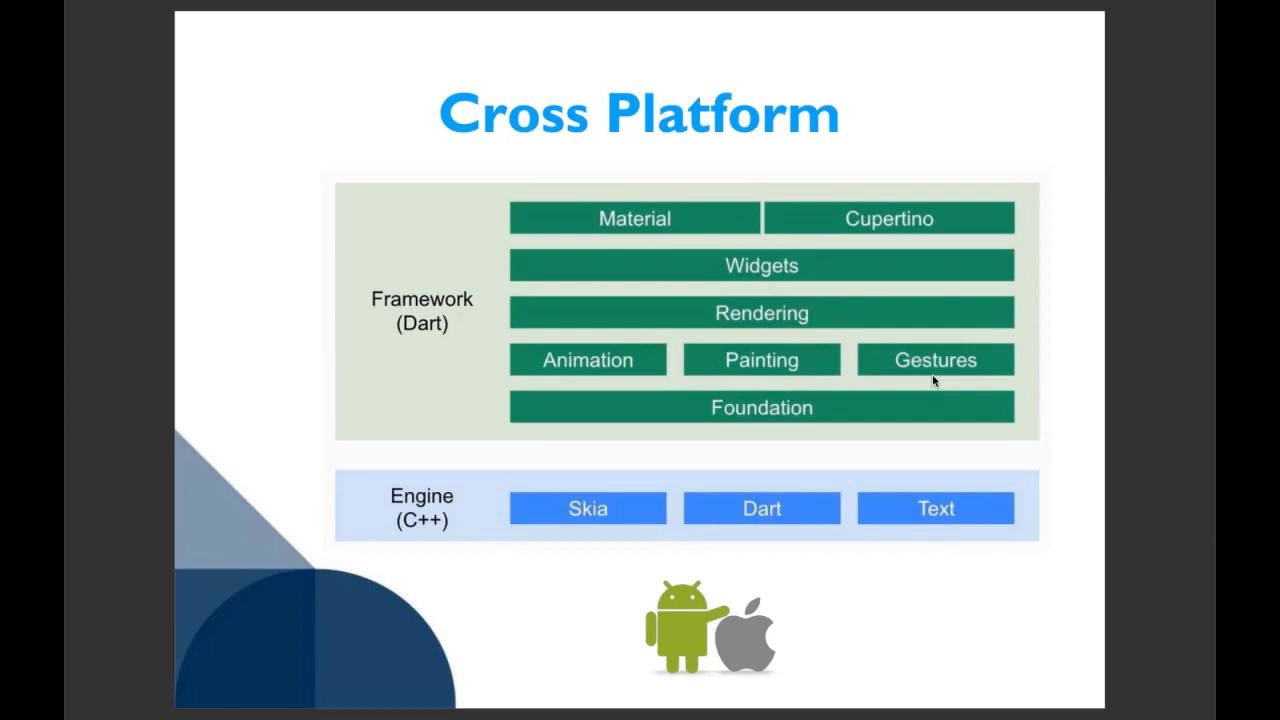 Cross Platform
Material Cupertino
Widgets
Framework
(Dart)
Rendering
Animation Painting Gestures
Foundation
Engine
(C++)
Skia Dart Text